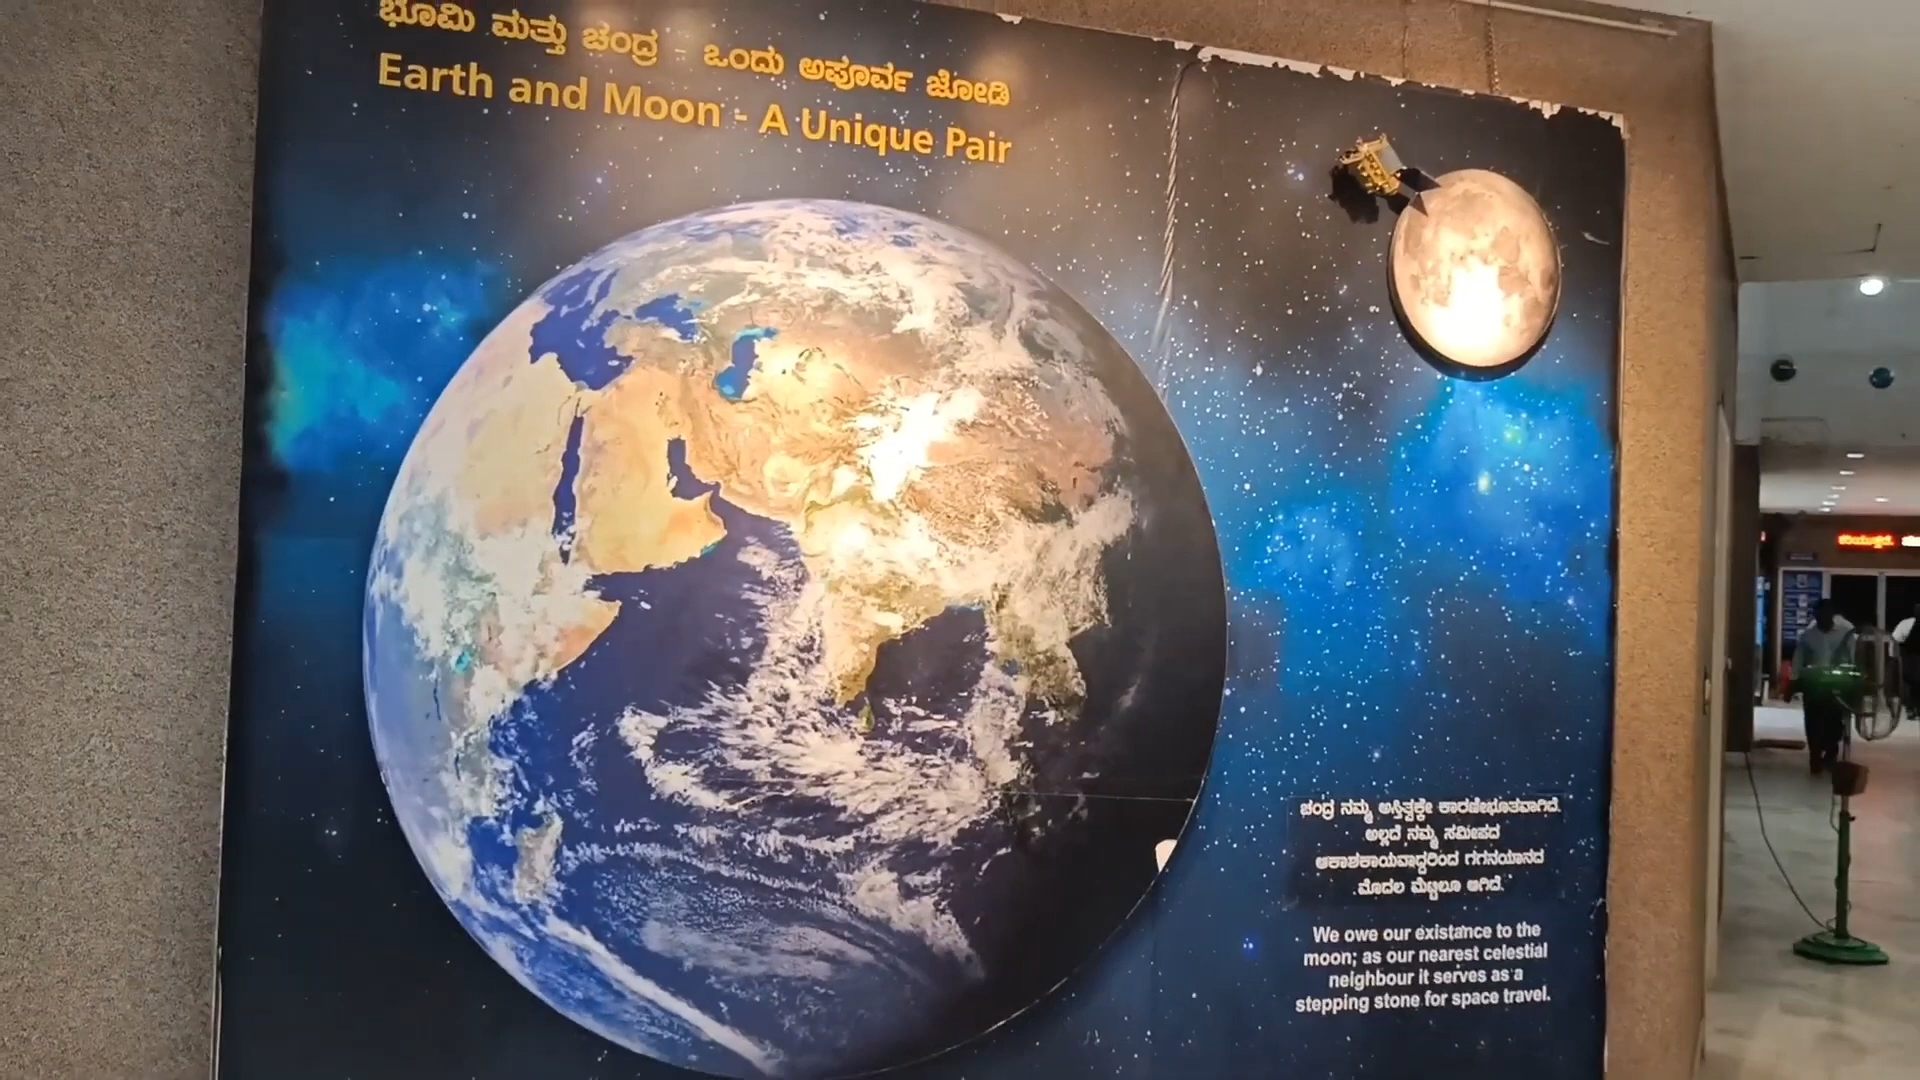 ಭೂಮಿ ಮತ್ತು ಚಂದ್ರ - ಒಂದು ಅಪೂರ್ವ ಜೋಡಿ
Earth and Moon - A Unique Pair
ಚಂದ್ರ ನಮ್ಮ ಅಸ್ತಿತ್ವಕ್ಕೇ ಕಾರಣೀಭೂತವಾಗಿದೆ.
ಅಲ್ಲದೆ ನಮ್ಮ ಸಮೀಪದ
ಆಕಾಶಕಾಯವಾದ್ದರಿಂದ ಗಗನಯಾನದ
ಮೊದಲ ಮೆಟ್ಟಿಲೂ ಆಗಿದೆ.
We owe our existance to the
moon; as our nearest celestial
neighbour it serves as a
stepping stone for space travel.